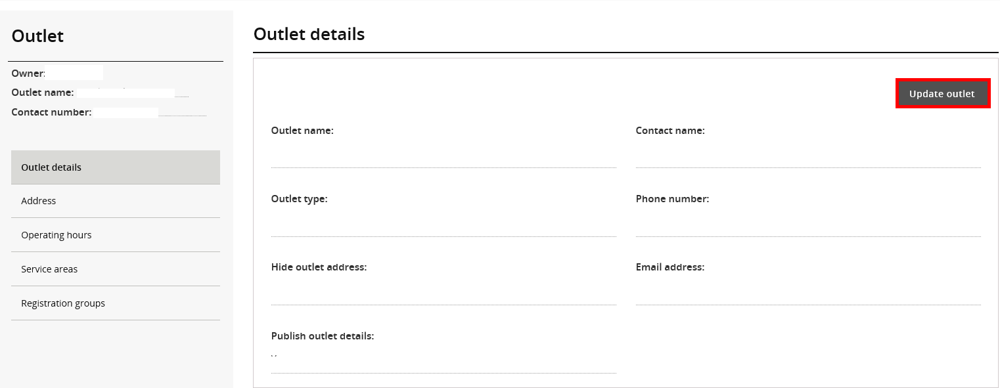 Outlet
Owner:
Outlet name:
Contact number:
Outlet details
Address
Operating hours
Service areas
Registration groups
Outlet details
Update outlet
Outlet name:
Contact name:
Outlet type:
Phone number:
Hide outlet address:
Email address:
Publish outlet details: